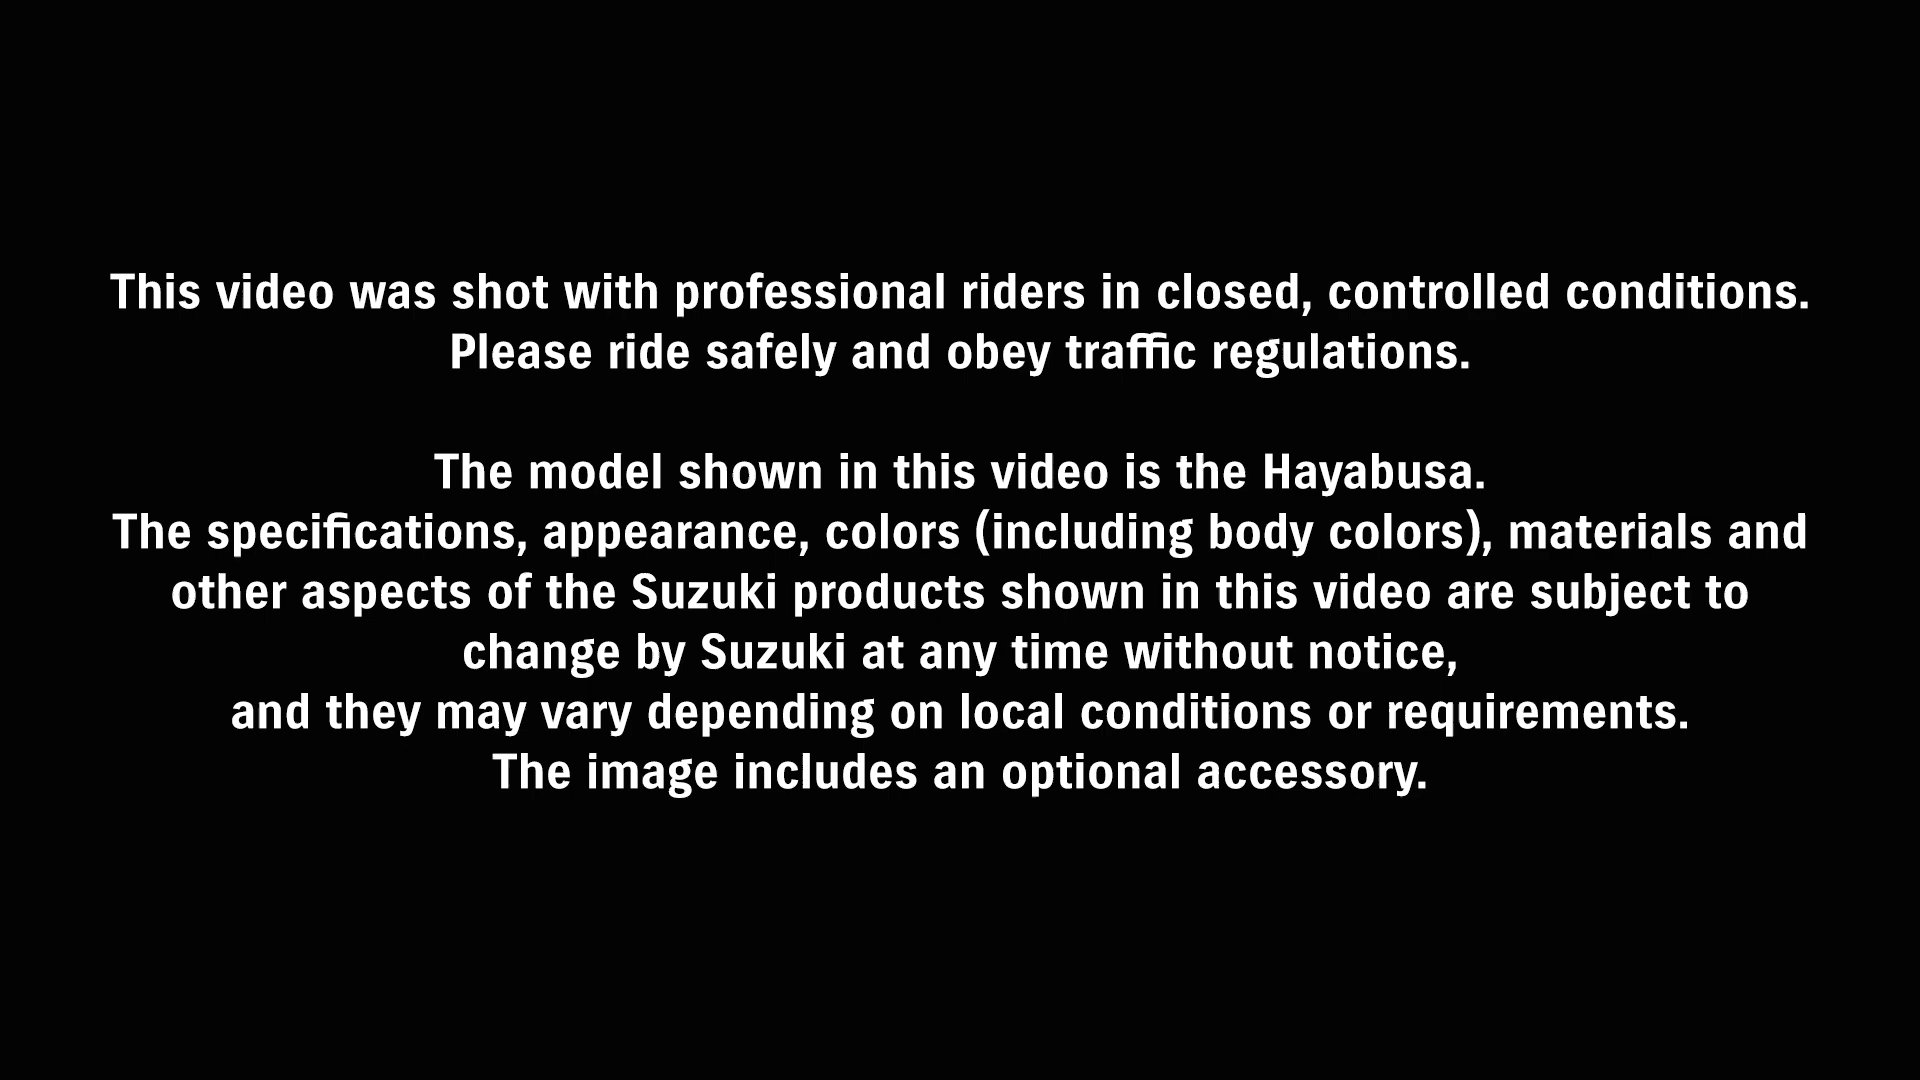 This video was shot with professional riders in closed, controlled conditions.
Please ride safely and obey traffic regulations.
The model shown in this video is the Hayabusa.
The specifications, appearance, colors (including body colors), materials and
other aspects of the Suzuki products shown in this video are subject to
change by Suzuki at any time without notice,
and they may vary depending on local conditions or requirements.
The image includes an optional accessory.